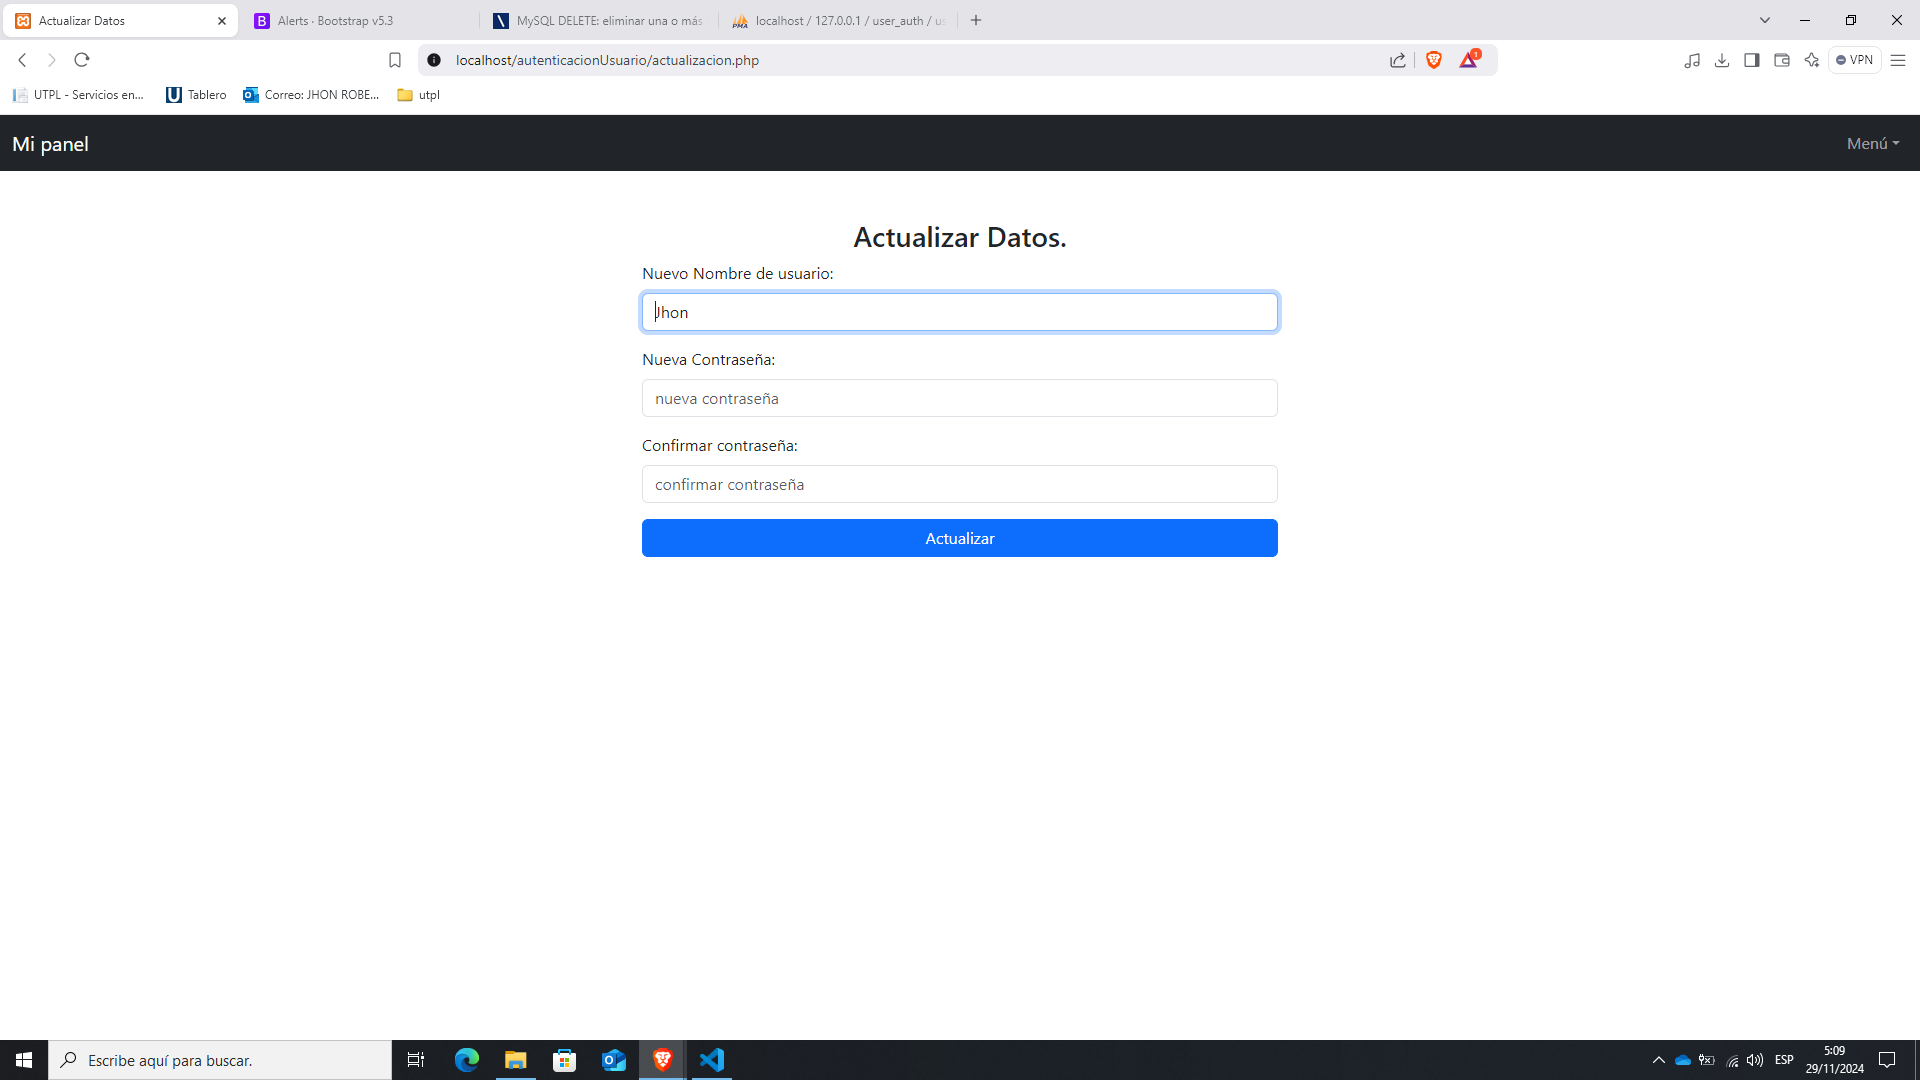 Actualizar Datos
Alerts · Bootstrap v5.3
MySQL DELETE: eliminar una o más
localhost / 127.0.0.1 / user_auth / us
localhost/autenticacionUsuario/actualizacion.php
1
VPN
UTPL - Servicios en...
Tablero
Correo: JHON ROBE...
utpl
Mi panel
Menú
Actualizar Datos.
Nuevo Nombre de usuario:
Jhon
Nueva Contraseña:
nueva contraseña
Confirmar contraseña:
confirmar contraseña
Actualizar
Escribe aquí para buscar.
ESP
5:09
29/11/2024